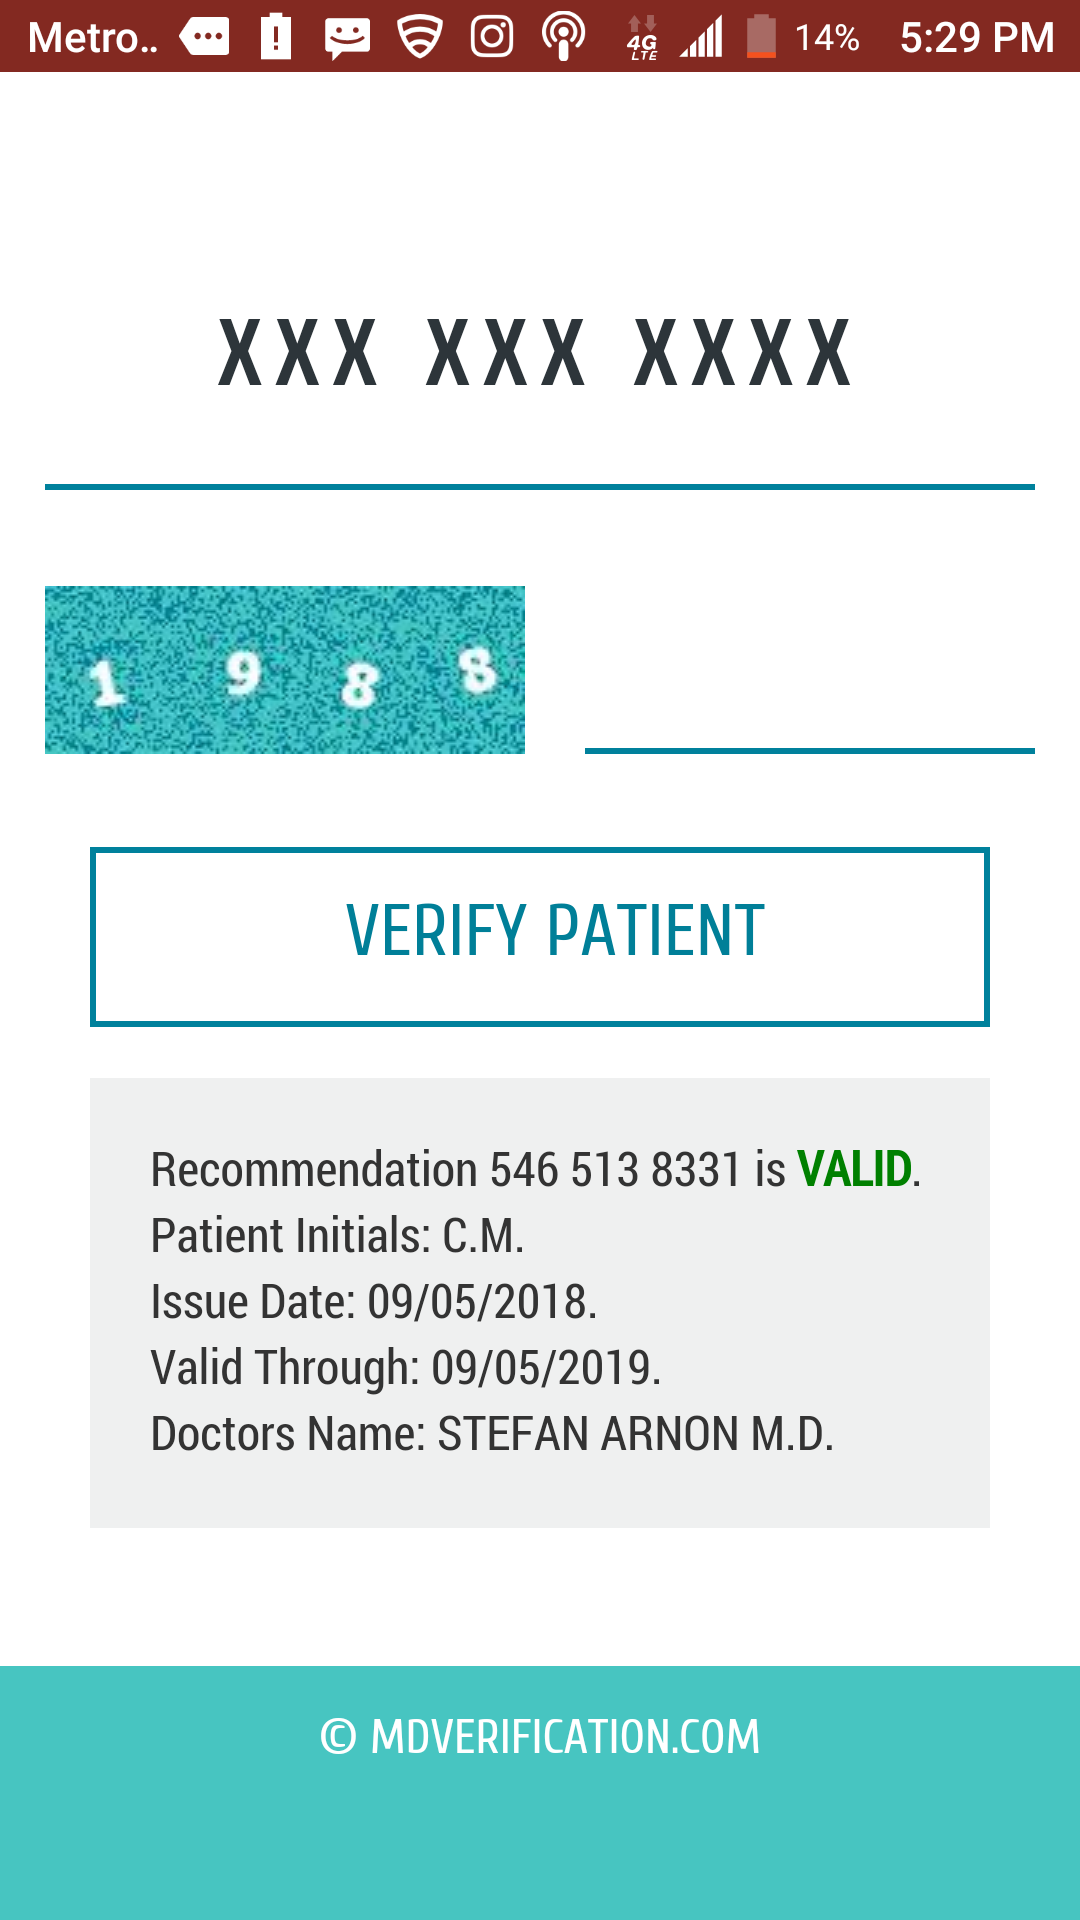 Metro.. 4G LTE 14% 5:29 PM
XXX XXX XXXX
1 9 8 8
VERIFY PATIENT
Recommendation 546 513 8331 is VALID.
Patient Initials: C.M.
Issue Date: 09/05/2018.
Valid Through: 09/05/2019.
Doctors Name: STEFAN ARNON M.D.
© MDVERIFICATION.COM